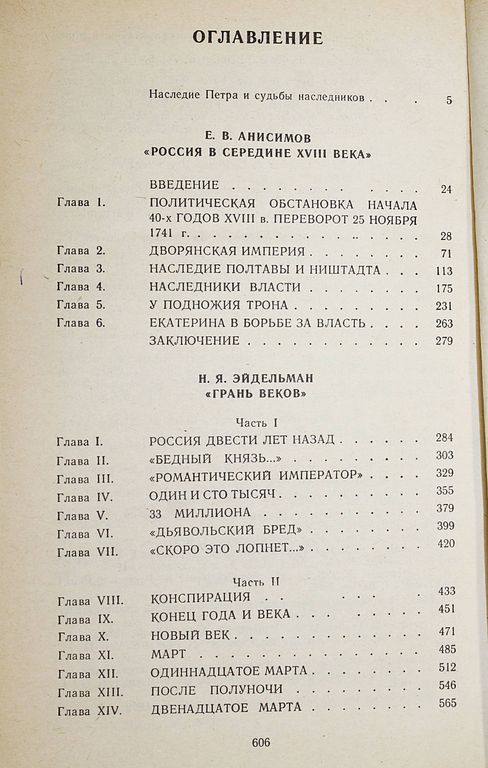 ОГЛАВЛЕНИЕ
Наследие Петра и судьбы наследников . . . 5
Е. В. АНИСИМОВ
«РОССИЯ В СЕРЕДИНЕ XVIII ВЕКА»
ВВЕДЕНИЕ . . . . . . . . . . . . 24
Глава I. ПОЛИТИЧЕСКАЯ ОБСТАНОВКА НАЧАЛА
40-х ГОДОВ XVIII в. ПЕРЕВОРОТ 25 НОЯБРЯ
1741 г. . . . . . . . . . . . . . 28
Глава 2. ДВОРЯНСКАЯ ИМПЕРИЯ . . . . . . . 71
Глава 3. НАСЛЕДИЕ ПОЛТАВЫ И НИШТАДТА . . . 113
Глава 4. НАСЛЕДНИКИ ВЛАСТИ . . . . . . . 175
Глава 5. У ПОДНОЖИЯ ТРОНА . . . . . . . . 231
Глава 6. ЕКАТЕРИНА В БОРЬБЕ ЗА ВЛАСТЬ . . . . 263
ЗАКЛЮЧЕНИЕ . . . . . . . . . . . 279
Н. Я. ЭЙДЕЛЬМАН
«ГРАНЬ ВЕКОВ»
Часть I
Глава I. РОССИЯ ДВЕСТИ ЛЕТ НАЗАД . . . . . . 284
Глава II. «БЕДНЫЙ КНЯЗЬ...» . . . . . . . . 303
Глава III. «РОМАНТИЧЕСКИЙ ИМПЕРАТОР» . . . . 329
Глава IV. ОДИН И СТО ТЫСЯЧ . . . . . . . . 355
Глава V. 33 МИЛЛИОНА . . . . . . . . . . 379
Глава VI. «ДЬЯВОЛЬСКИЙ БРЕД» . . . . . . . 399
Глава VII. «СКОРО ЭТО ЛОПНЕТ...» . . . . . . . 420
Часть II
Глава VIII. КОНСПИРАЦИЯ . . . . . 433
Глава IX. КОНЕЦ ГОДА И ВЕКА . . . . . . . 451
Глава X. НОВЫЙ ВЕК . . . . . . . . . . . 471
Глава XI. МАРТ . . . . . . . . . . . . . 485
Глава XII. ОДИННАДЦАТОЕ МАРТА . . . . . . . 512
Глава XIII. ПОСЛЕ ПОЛУНОЧИ . . . . . . . . 546
Глава XIV. ДВЕНАДЦАТОЕ МАРТА . . . . . . . 565
606